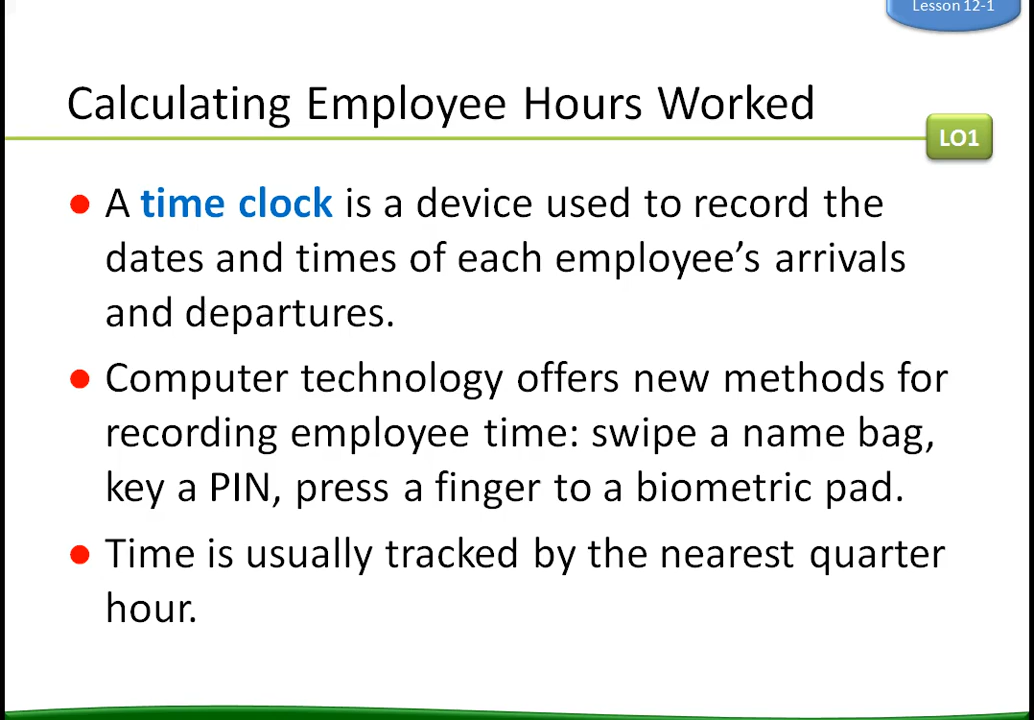 Lesson 12-1
Calculating Employee Hours Worked
LO1
● A time clock is a device used to record the
dates and times of each employee’s arrivals
and departures.
● Computer technology offers new methods for
recording employee time: swipe a name bag,
key a PIN, press a finger to a biometric pad.
● Time is usually tracked by the nearest quarter
hour.